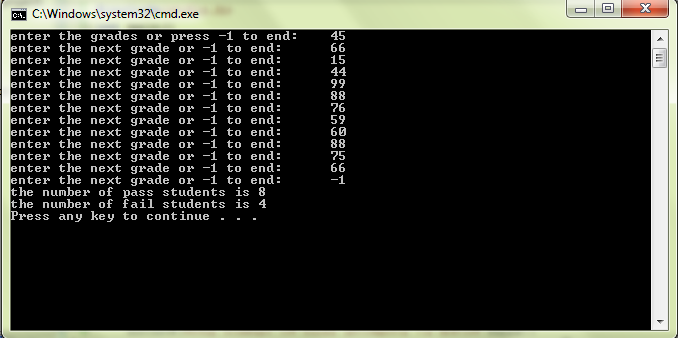 C:\Windows\system32\cmd.exe
enter the grades or press -1 to end: 45
enter the next grade or -1 to end: 66
enter the next grade or -1 to end: 15
enter the next grade or -1 to end: 44
enter the next grade or -1 to end: 99
enter the next grade or -1 to end: 88
enter the next grade or -1 to end: 76
enter the next grade or -1 to end: 59
enter the next grade or -1 to end: 60
enter the next grade or -1 to end: 88
enter the next grade or -1 to end: 75
enter the next grade or -1 to end: 66
enter the next grade or -1 to end: -1
the number of pass students is 8
the number of fail students is 4
Press any key to continue . . .